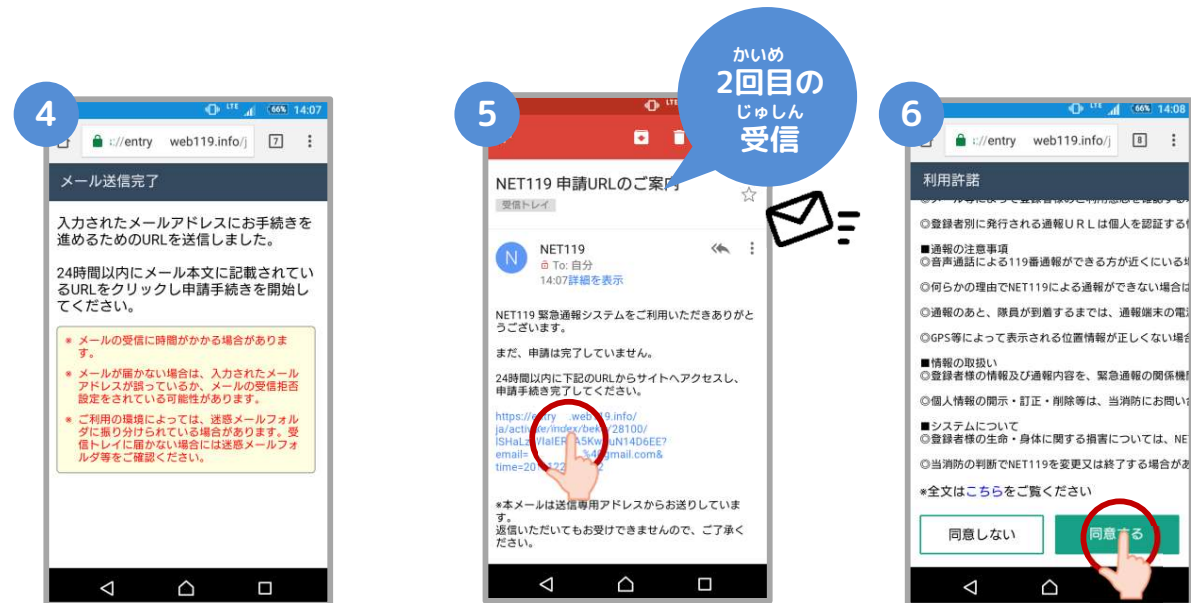 4
LTE 66% 14:07
://entry web119.info/j 7
メール送信完了
入力されたメールアドレスにお手続きを
進めるためのURLを送信しました。
24時間以内にメール本文に記載されてい
るURLをクリックし申請手続きを開始し
てください。
* メールの受信に時間がかかる場合がありま
す。
* メールが届かない場合は、入力されたメール
アドレスが誤っているか、メールの受信拒否
設定をされている可能性があります。
* ご利用の環境によっては、迷惑メールフォル
ダに振り分けられている場合があります。受
信トレイに届かない場合には迷惑メールフォ
ルダ等をご確認ください。
5
かいめ
2回目の
じゅしん
受信
LTE
NET119 申請URLのご案内
受信トレイ
N
NET119
To: 自分
14:07詳細を表示
NET119 緊急通報システムをご利用いただきありがと
うございます。
まだ、申請は完了していません。
24時間以内に下記のURLからサイトへアクセスし、
申請手続き完了してください。
https://entry .web119.info/
ja/activate/index/
email= gmail.com&
*本メールは送信専用アドレスからお送りしていま
す。
返信いただいてもお受けできませんので、ご了承く
ださい。
6
LTE 66% 14:08
://entry web119.info/j 8
利用許諾
◎登録者別に発行される通報ＵＲＬは個人を認証する
■通報の注意事項
◎音声通話による119番通報ができる方が近くにいる
◎何らかの理由でNET119による通報ができない場合は
◎通報のあと、隊員が到着するまでは、通報端末の電
◎GPS等によって表示される位置情報が正しくない場合
■情報の取扱い
◎登録者様の情報及び通報内容を、緊急通報の関係機
◎個人情報の開示・訂正・削除等は、当消防にお問い
■システムについて
◎登録者様の生命・身体に関する損害については、NE
◎当消防の判断でNET119を変更又は終了する場合があ
*全文はこちらをご覧ください
同意しない
同意する